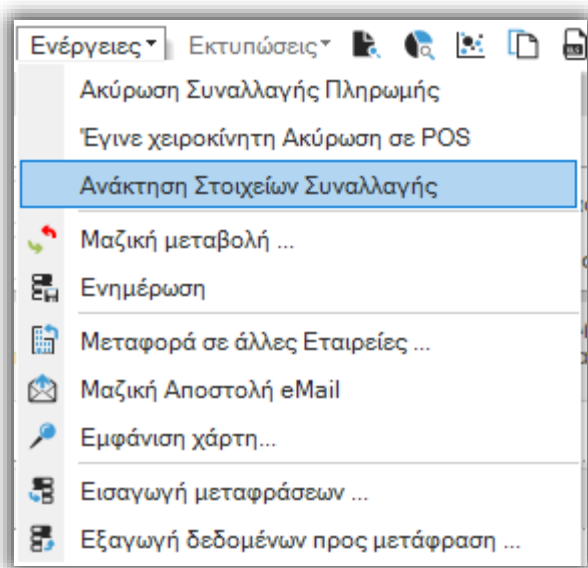 Ενέργειες Εκτυπώσεις
Ακύρωση Συναλλαγής Πληρωμής
Έγινε χειροκίνητη Ακύρωση σε POS
Ανάκτηση Στοιχείων Συναλλαγής
Μαζική μεταβολή ...
Ενημέρωση
Μεταφορά σε άλλες Εταιρείες ...
Μαζική Αποστολή eMail
Εμφάνιση χάρτη...
Εισαγωγή μεταφράσεων ...
Εξαγωγή δεδομένων προς μετάφραση ...